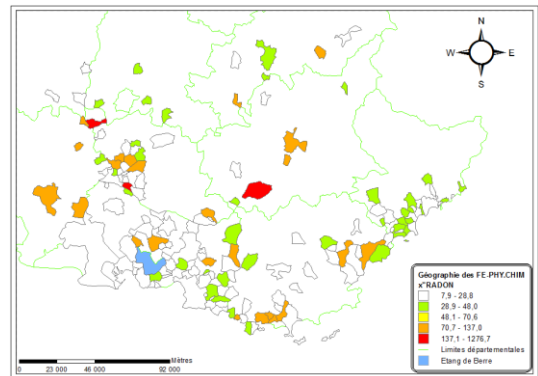 N
W
E
S
Géographie des FE-PHY.CHIM
x"RADON
7,9 - 28,8
28,9 - 48,0
48,1 - 70,6
70,7 - 137,0
137,1 - 1276,7
Limites départementales
Etang de Berre
Mètres
0 23 000 46 000 92 000